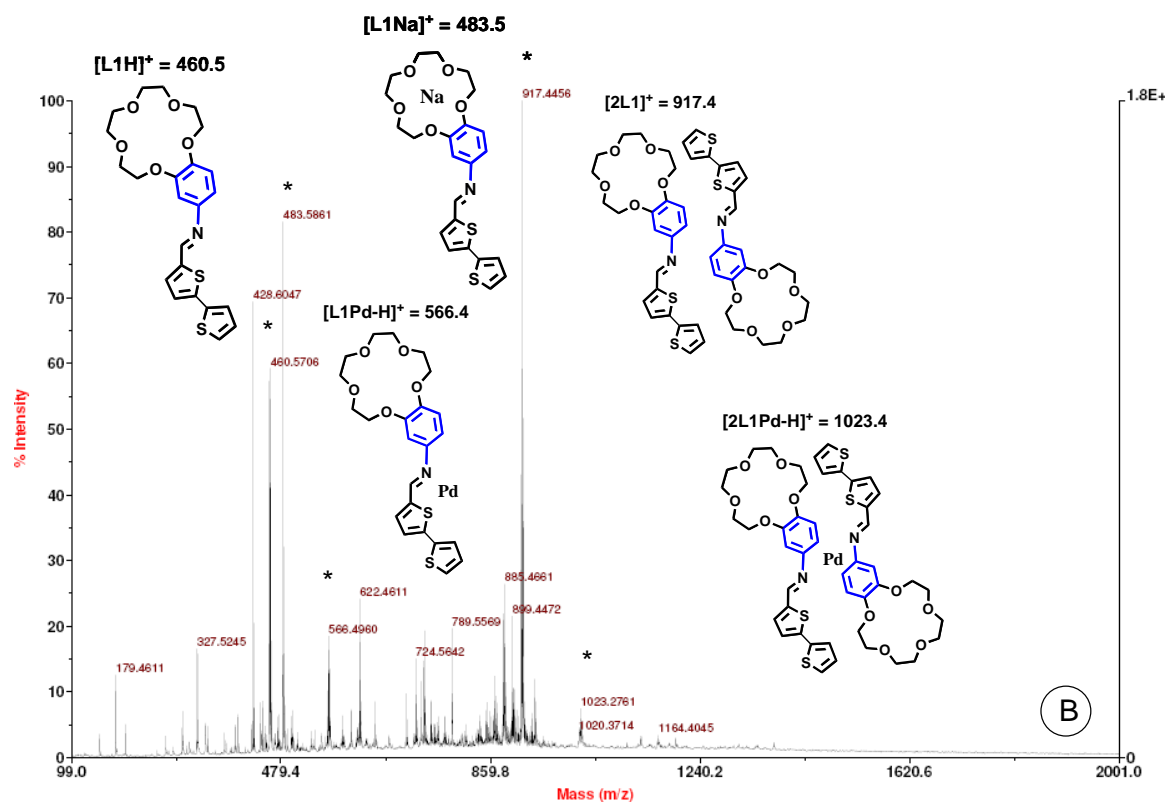 [L1Na]⁺ = 483.5
[L1H]⁺ = 460.5
*
917.4456
1.8E+
[2L1]⁺ = 917.4
O O O O O Na N S S
O O O O O N S S
O O O O O N S S
S S N O O O O O
*
483.5861
428.6047
*
460.5706
[L1Pd-H]⁺ = 566.4
O O O O O N Pd S S
[2L1Pd-H]⁺ = 1023.4
O O O O O N S S
Pd
S S N O O O O O
*
566.4960
622.4611
885.4661
899.4472
789.5569
724.5642
327.5245
179.4611
*
1023.2761
1020.3714
1164.4045
B
100
90
80
70
60
50
40
30
20
10
0
0
% Intensity
99.0 479.4 859.8 1240.2 1620.6 2001.0
Mass (m/z)